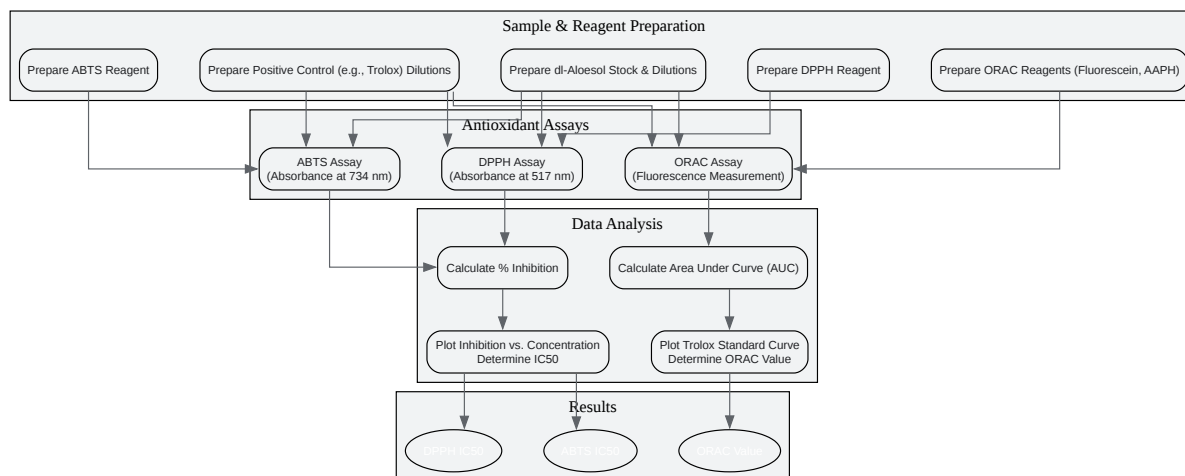 Sample & Reagent Preparation
Prepare ABTS Reagent
Prepare Positive Control (e.g., Trolox) Dilutions
Prepare dl-Aloesol Stock & Dilutions
Prepare DPPH Reagent
Prepare ORAC Reagents (Fluorescein, AAPH)
Antioxidant Assays
ABTS Assay
(Absorbance at 734 nm)
DPPH Assay
(Absorbance at 517 nm)
ORAC Assay
(Fluorescence Measurement)
Data Analysis
Calculate % Inhibition
Calculate Area Under Curve (AUC)
Plot Inhibition vs. Concentration
Determine IC50
Plot Trolox Standard Curve
Determine ORAC Value
Results
DPPH IC50
ABTS IC50
ORAC Value